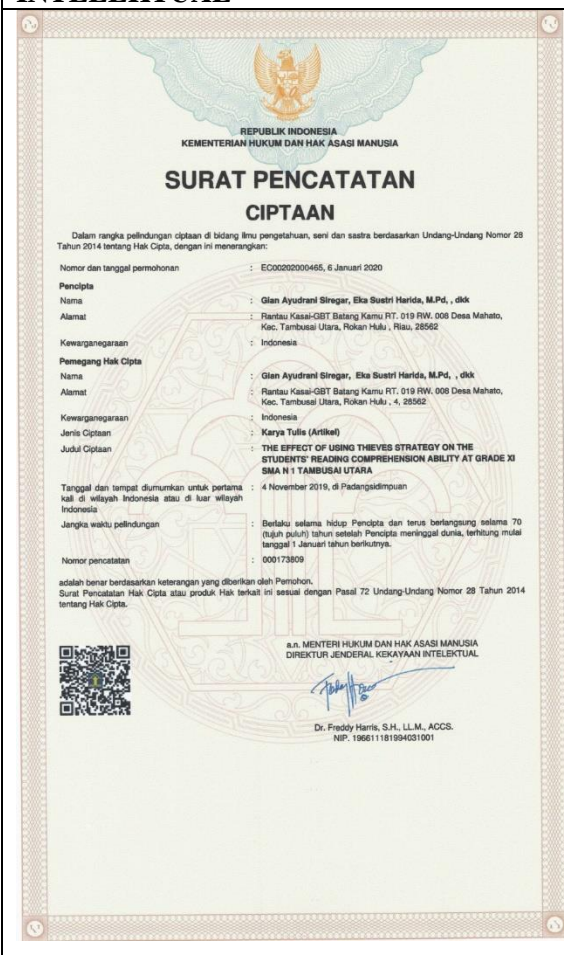 INTELEKTUAL
REPUBLIK INDONESIA
KEMENTERIAN HUKUM DAN HAK ASASI MANUSIA
SURAT PENCATATAN
CIPTAAN
Dalam rangka pelindungan ciptaan di bidang ilmu pengetahuan, seni dan sastra berdasarkan Undang-Undang Nomor 28
Tahun 2014 tentang Hak Cipta, dengan ini menerangkan:
Nomor dan tanggal permohonan : EC00202000465, 6 Januari 2020
Pencipta
Nama : Gian Ayudrani Siregar, Eka Sustri Harida, M.Pd, , dkk
Alamat : Rantau Kasai-GBT Batang Kamu RT. 019 RW. 008 Desa Mahato,
Kec. Tambusai Utara, Rokan Hulu , Riau, 28562
Kewarganegaraan : Indonesia
Pemegang Hak Cipta
Nama : Gian Ayudrani Siregar, Eka Sustri Harida, M.Pd, , dkk
Alamat : Rantau Kasai-GBT Batang Kamu RT. 019 RW. 008 Desa Mahato,
Kec. Tambusai Utara, Rokan Hulu , 4, 28562
Kewarganegaraan : Indonesia
Jenis Ciptaan : Karya Tulis (Artikel)
Judul Ciptaan : THE EFFECT OF USING THIEVES STRATEGY ON THE
STUDENTS' READING COMPREHENSION ABILITY AT GRADE XI
SMA N 1 TAMBUSAI UTARA
Tanggal dan tempat diumumkan untuk pertama : 4 November 2019, di Padangsidimpuan
kali di wilayah Indonesia atau di luar wilayah
Indonesia
Jangka waktu pelindungan : Berlaku selama hidup Pencipta dan terus berlangsung selama 70
(tujuh puluh) tahun setelah Pencipta meninggal dunia, terhitung mulai
tanggal 1 Januari tahun berikutnya.
Nomor pencatatan : 000173809
adalah benar berdasarkan keterangan yang diberikan oleh Pemohon.
Surat Pencatatan Hak Cipta atau produk Hak terkait ini sesuai dengan Pasal 72 Undang-Undang Nomor 28 Tahun 2014
tentang Hak Cipta.
a.n. MENTERI HUKUM DAN HAK ASASI MANUSIA
DIREKTUR JENDERAL KEKAYAAN INTELEKTUAL
Dr. Freddy Harris, S.H., LL.M., ACCS.
NIP. 196611181994031001